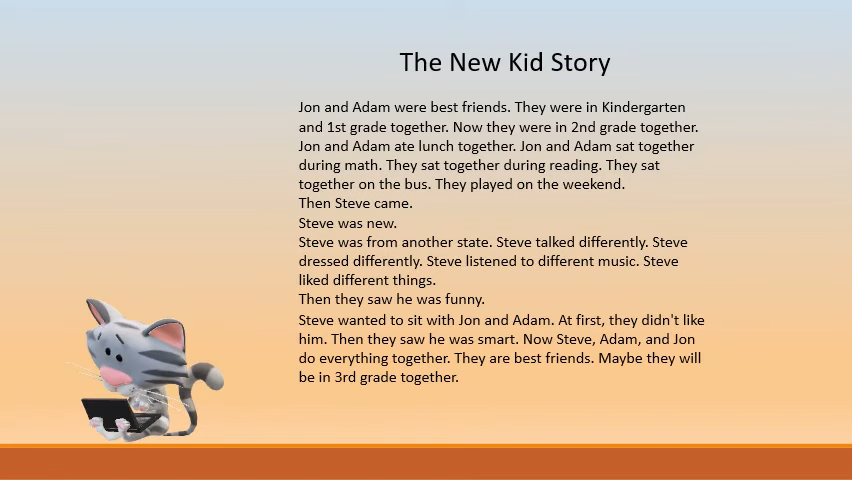 The New Kid Story
Jon and Adam were best friends. They were in Kindergarten
and 1st grade together. Now they were in 2nd grade together.
Jon and Adam ate lunch together. Jon and Adam sat together
during math. They sat together during reading. They sat
together on the bus. They played on the weekend.
Then Steve came.
Steve was new.
Steve was from another state. Steve talked differently. Steve
dressed differently. Steve listened to different music. Steve
liked different things.
Then they saw he was funny.
Steve wanted to sit with Jon and Adam. At first, they didn't like
him. Then they saw he was smart. Now Steve, Adam, and Jon
do everything together. They are best friends. Maybe they will
be in 3rd grade together.